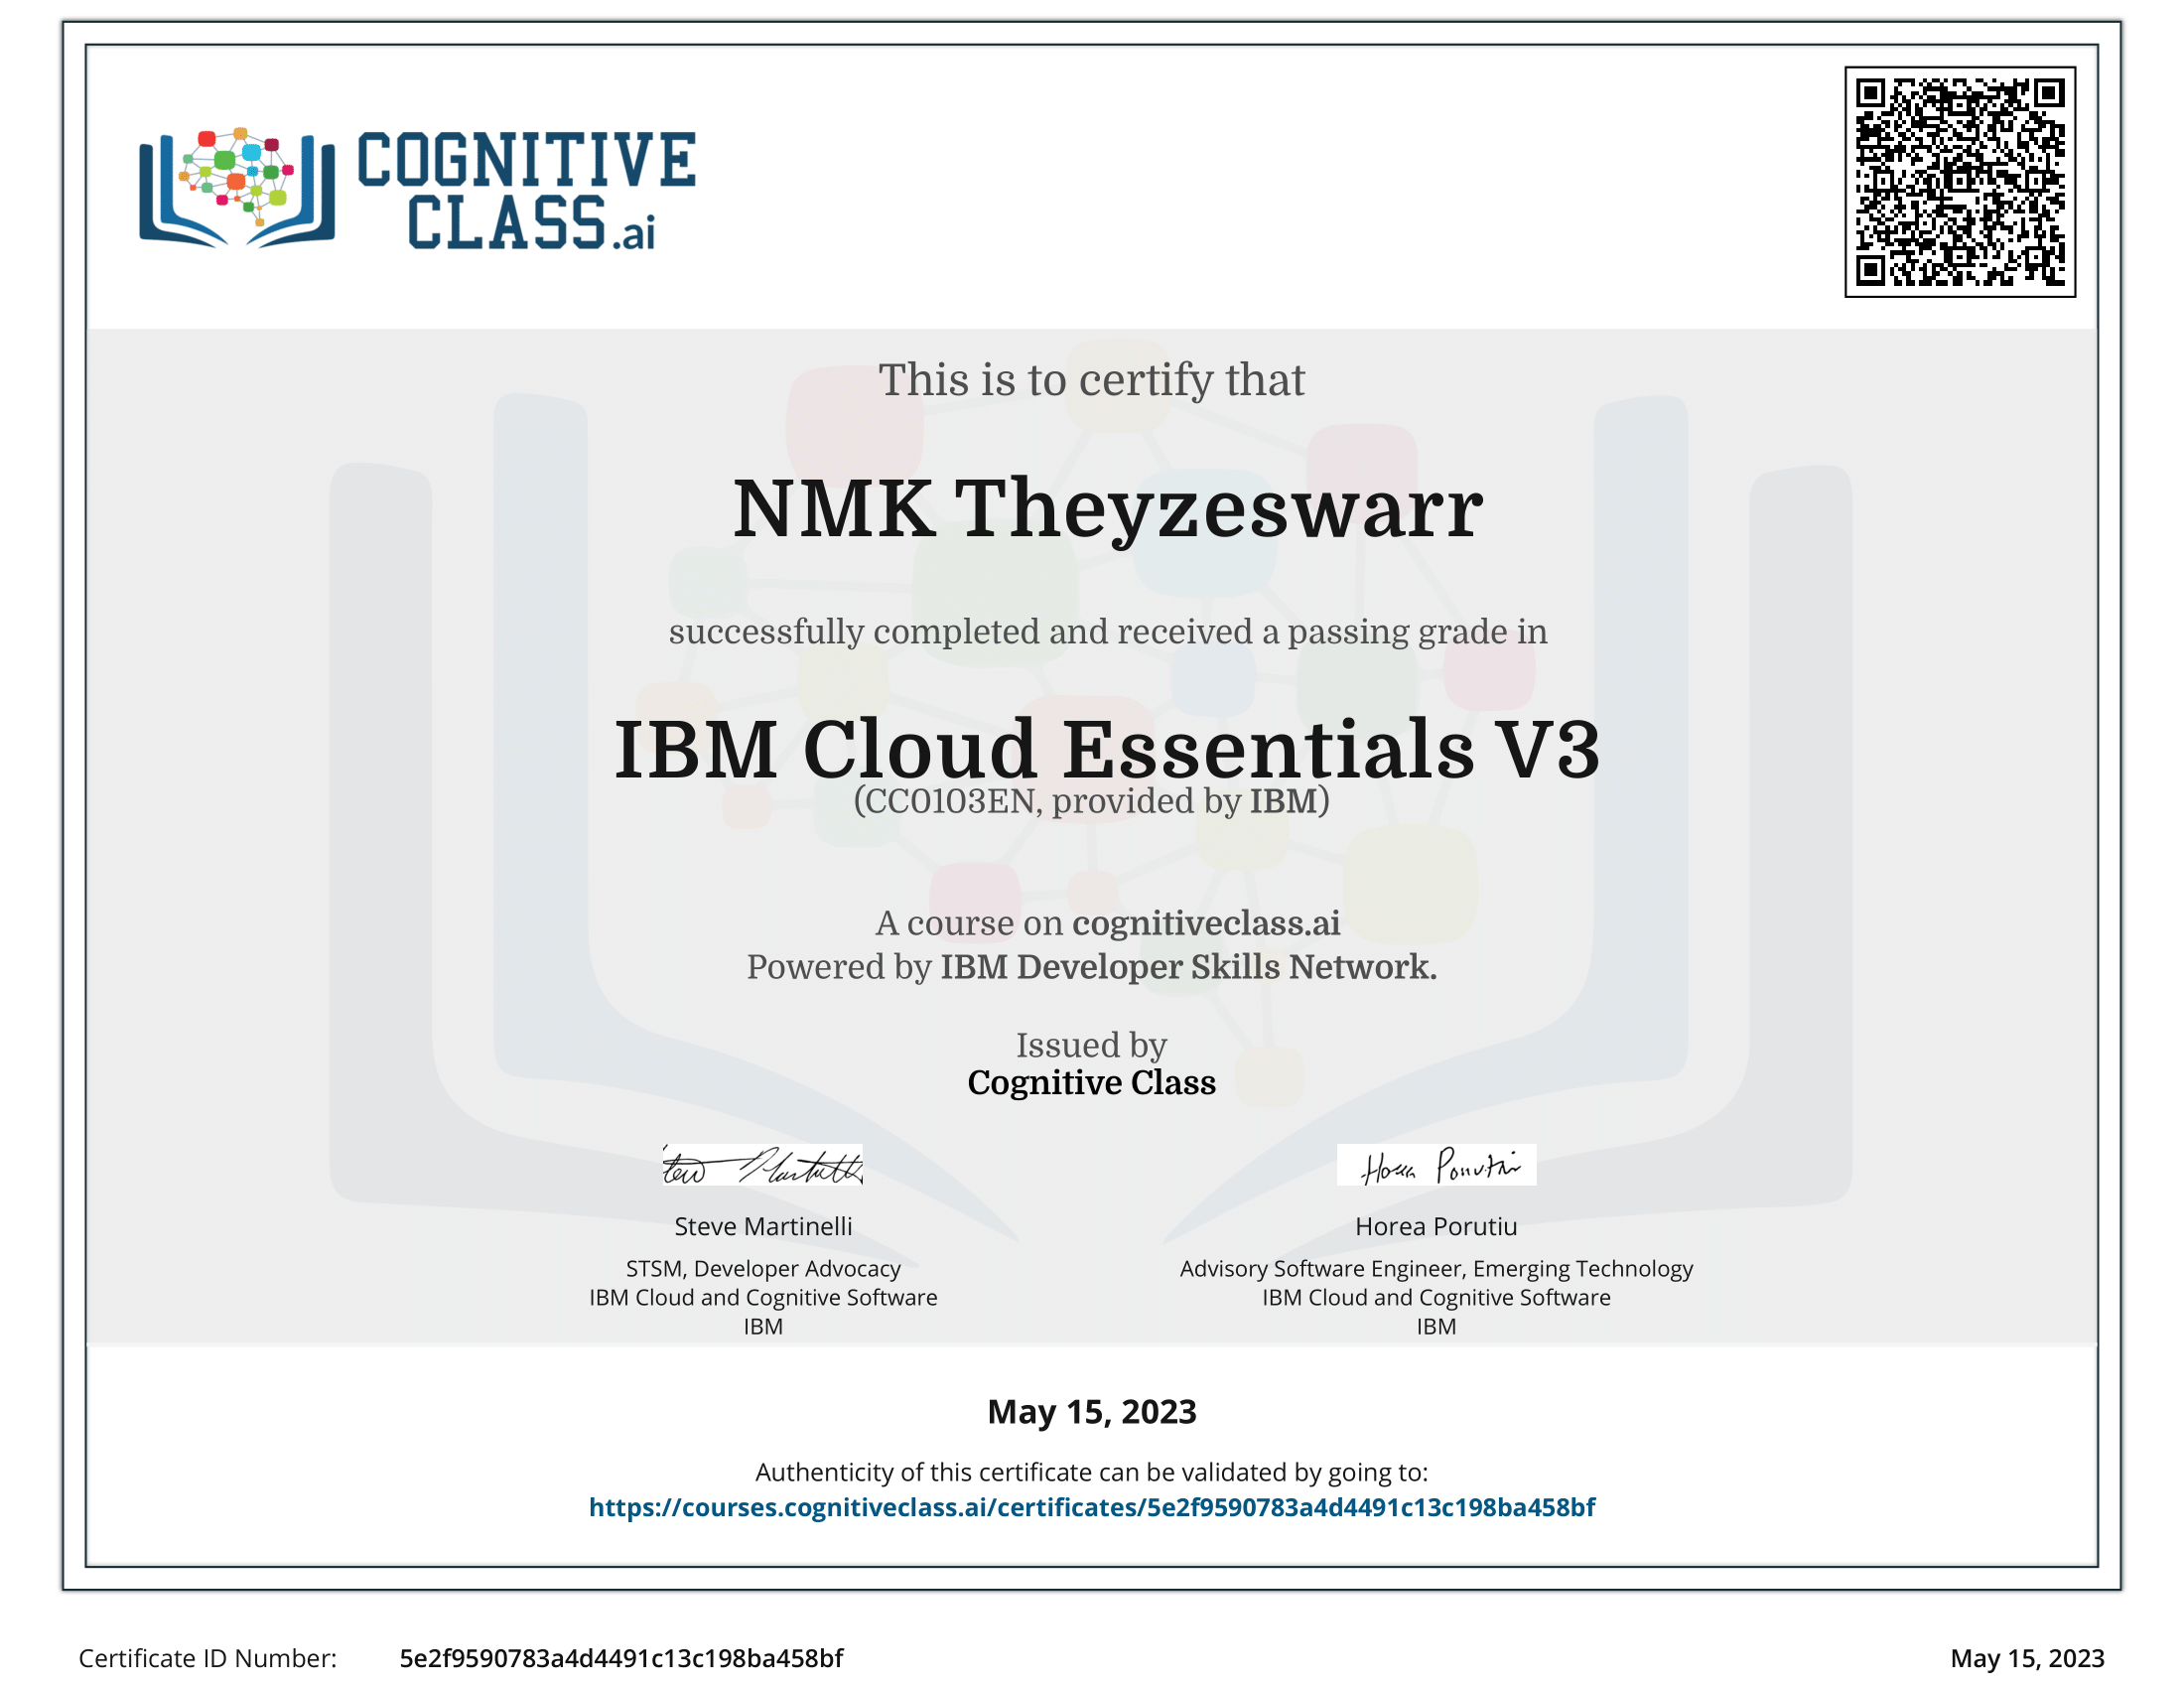 COGNITIVE
CLASS.ai
This is to certify that
NMK Theyzeswarr
successfully completed and received a passing grade in
IBM Cloud Essentials V3
(CC0103EN, provided by IBM)
A course on cognitiveclass.ai
Powered by IBM Developer Skills Network.
Issued by
Cognitive Class
Steve Martinelli
STSM, Developer Advocacy
IBM Cloud and Cognitive Software
IBM
Horea Porutiu
Horea Porutiu
Advisory Software Engineer, Emerging Technology
IBM Cloud and Cognitive Software
IBM
May 15, 2023
Authenticity of this certificate can be validated by going to:
https://courses.cognitiveclass.ai/certificates/5e2f9590783a4d4491c13c198ba458bf
Certificate ID Number: 5e2f9590783a4d4491c13c198ba458bf
May 15, 2023